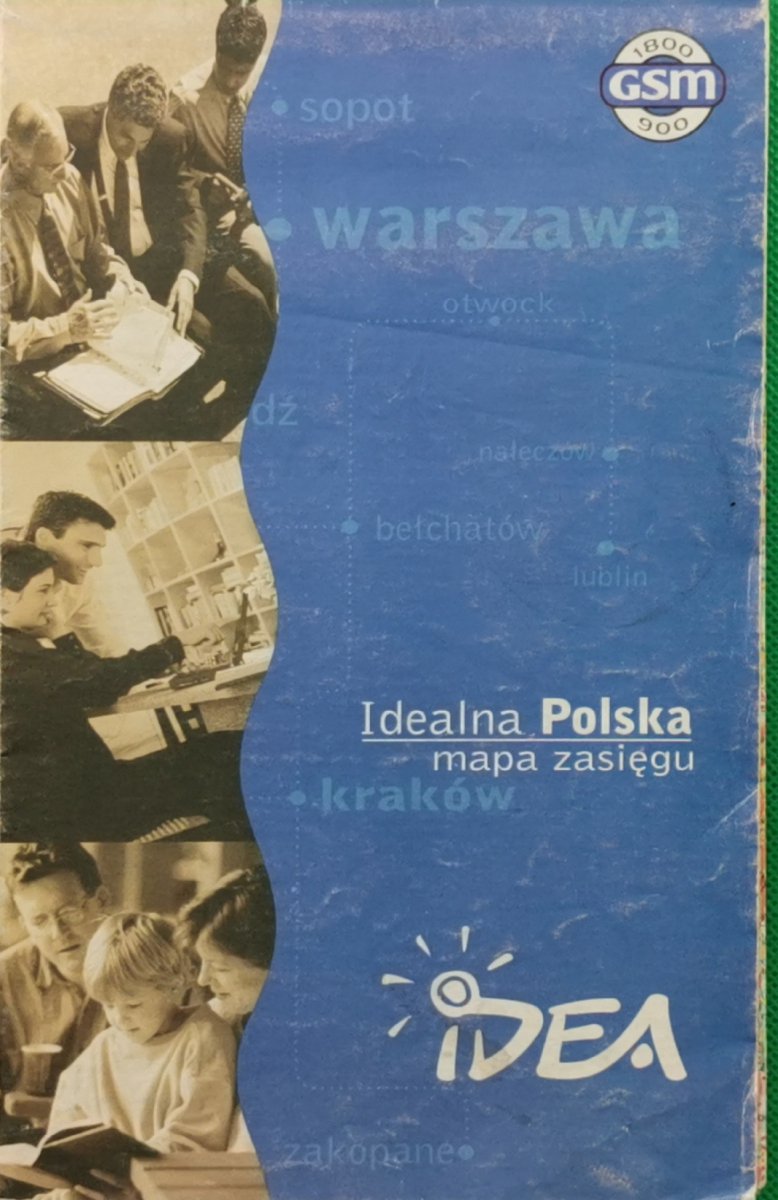 1800
GSM
900
sopot
warszawa
otwock
dź
nałęczów
bełchatów
lublin
Idealna Polska
mapa zasięgu
kraków
iDEA
zakopane